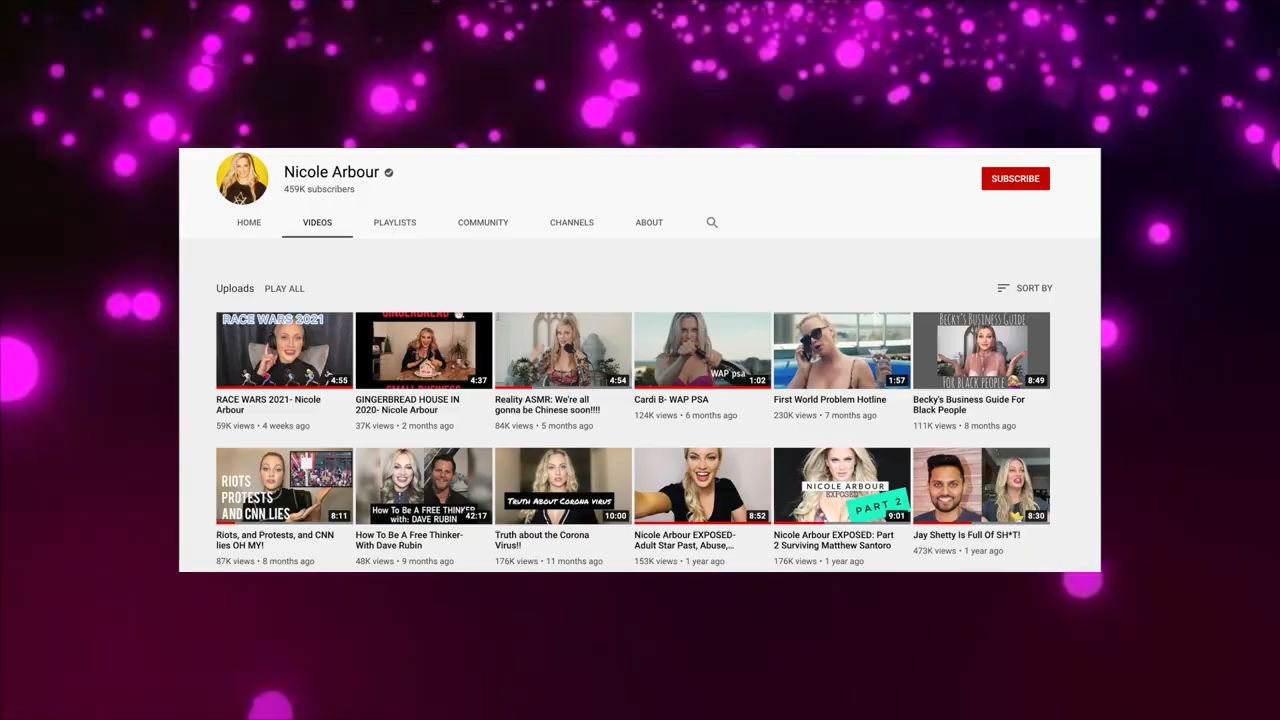 Nicole Arbour
459K subscribers
SUBSCRIBE
HOME VIDEOS PLAYLISTS COMMUNITY CHANNELS ABOUT
Uploads PLAY ALL
SORT BY
RACE WARS 2021
4:55
RACE WARS 2021- Nicole
Arbour
59K views • 4 weeks ago
GINGERBREAD
SMALL BUSINESS
4:37
GINGERBREAD HOUSE IN
2020- Nicole Arbour
37K views • 2 months ago
4:54
Reality ASMR: We're all
gonna be Chinese soon!!!!
84K views • 5 months ago
WAP psa
1:02
Cardi B- WAP PSA
124K views • 6 months ago
1:57
First World Problem Hotline
230K views • 7 months ago
BECKY'S BUSINESS GUIDE
FOR BLACK PEOPLE
8:49
Becky's Business Guide For
Black People
111K views • 8 months ago
RIOTS
PROTESTS
AND CNN LIES
8:11
Riots, and Protests, and CNN
lies OH MY!
87K views • 8 months ago
How To Be A FREE THINKER
with: DAVE RUBIN
42:17
How To Be A Free Thinker-
With Dave Rubin
48K views • 9 months ago
TRUTH ABOUT CORONA VIRUS
10:00
Truth about the Corona
Virus!!
176K views • 11 months ago
8:52
Nicole Arbour EXPOSED-
Adult Star Past, Abuse,...
153K views • 1 year ago
NICOLE ARBOUR
EXPOSED
PART 2
9:01
Nicole Arbour EXPOSED: Part
2 Surviving Matthew Santoro
176K views • 1 year ago
8:30
Jay Shetty Is Full Of SH*T!
473K views • 1 year ago